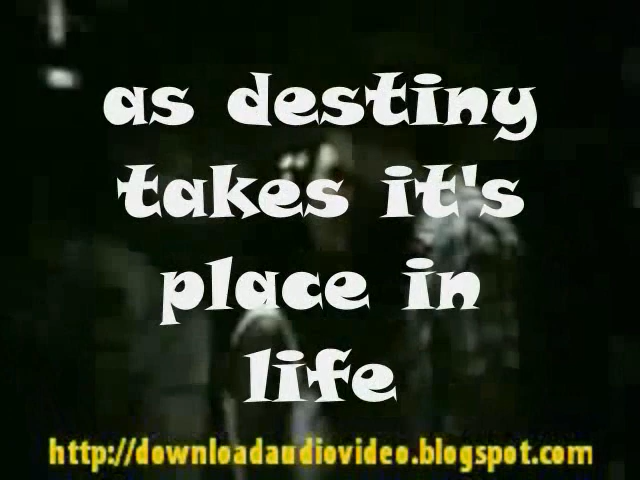 as destiny
takes it's
place in
life
http://downloadaudiovideo.blogspot.com